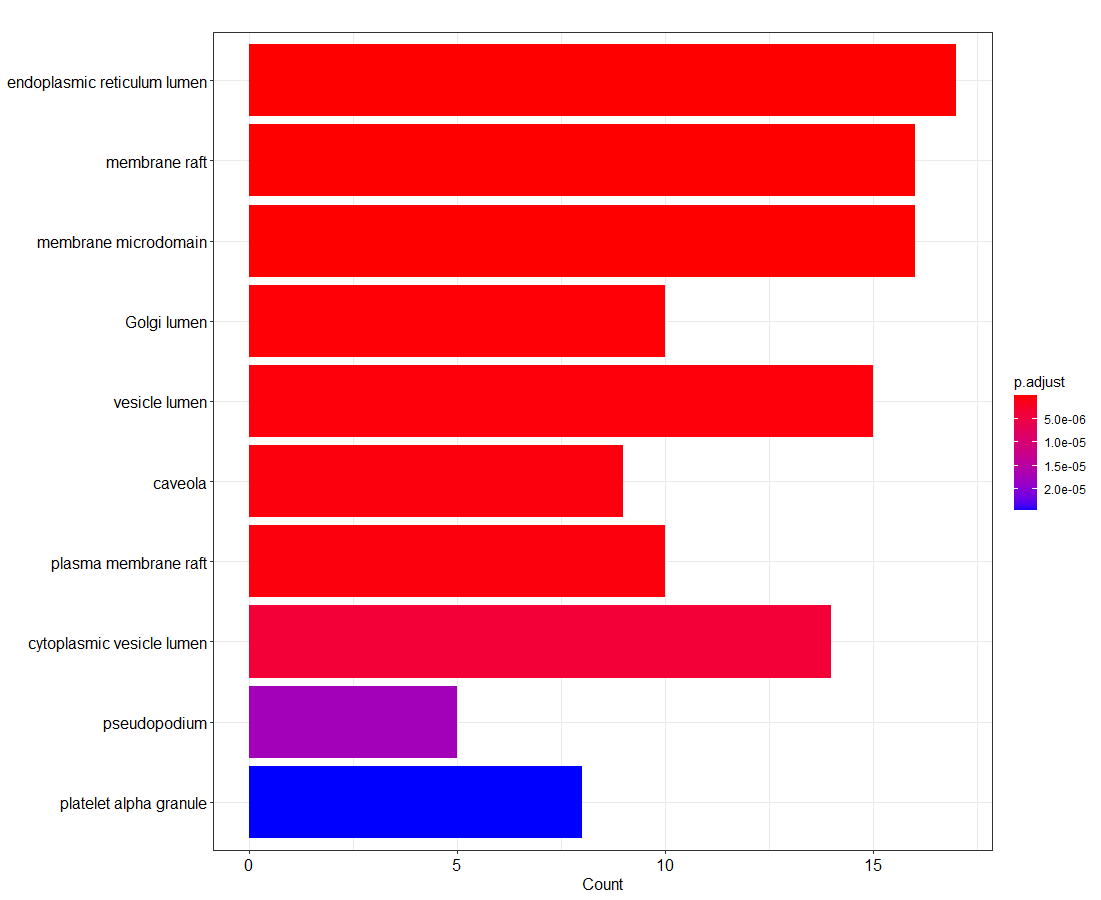 endoplasmic reticulum lumen
membrane raft
membrane microdomain
Golgi lumen
vesicle lumen
caveola
plasma membrane raft
cytoplasmic vesicle lumen
pseudopodium
platelet alpha granule
0 5 10 15
Count
p.adjust
5.0e-06
1.0e-05
1.5e-05
2.0e-05